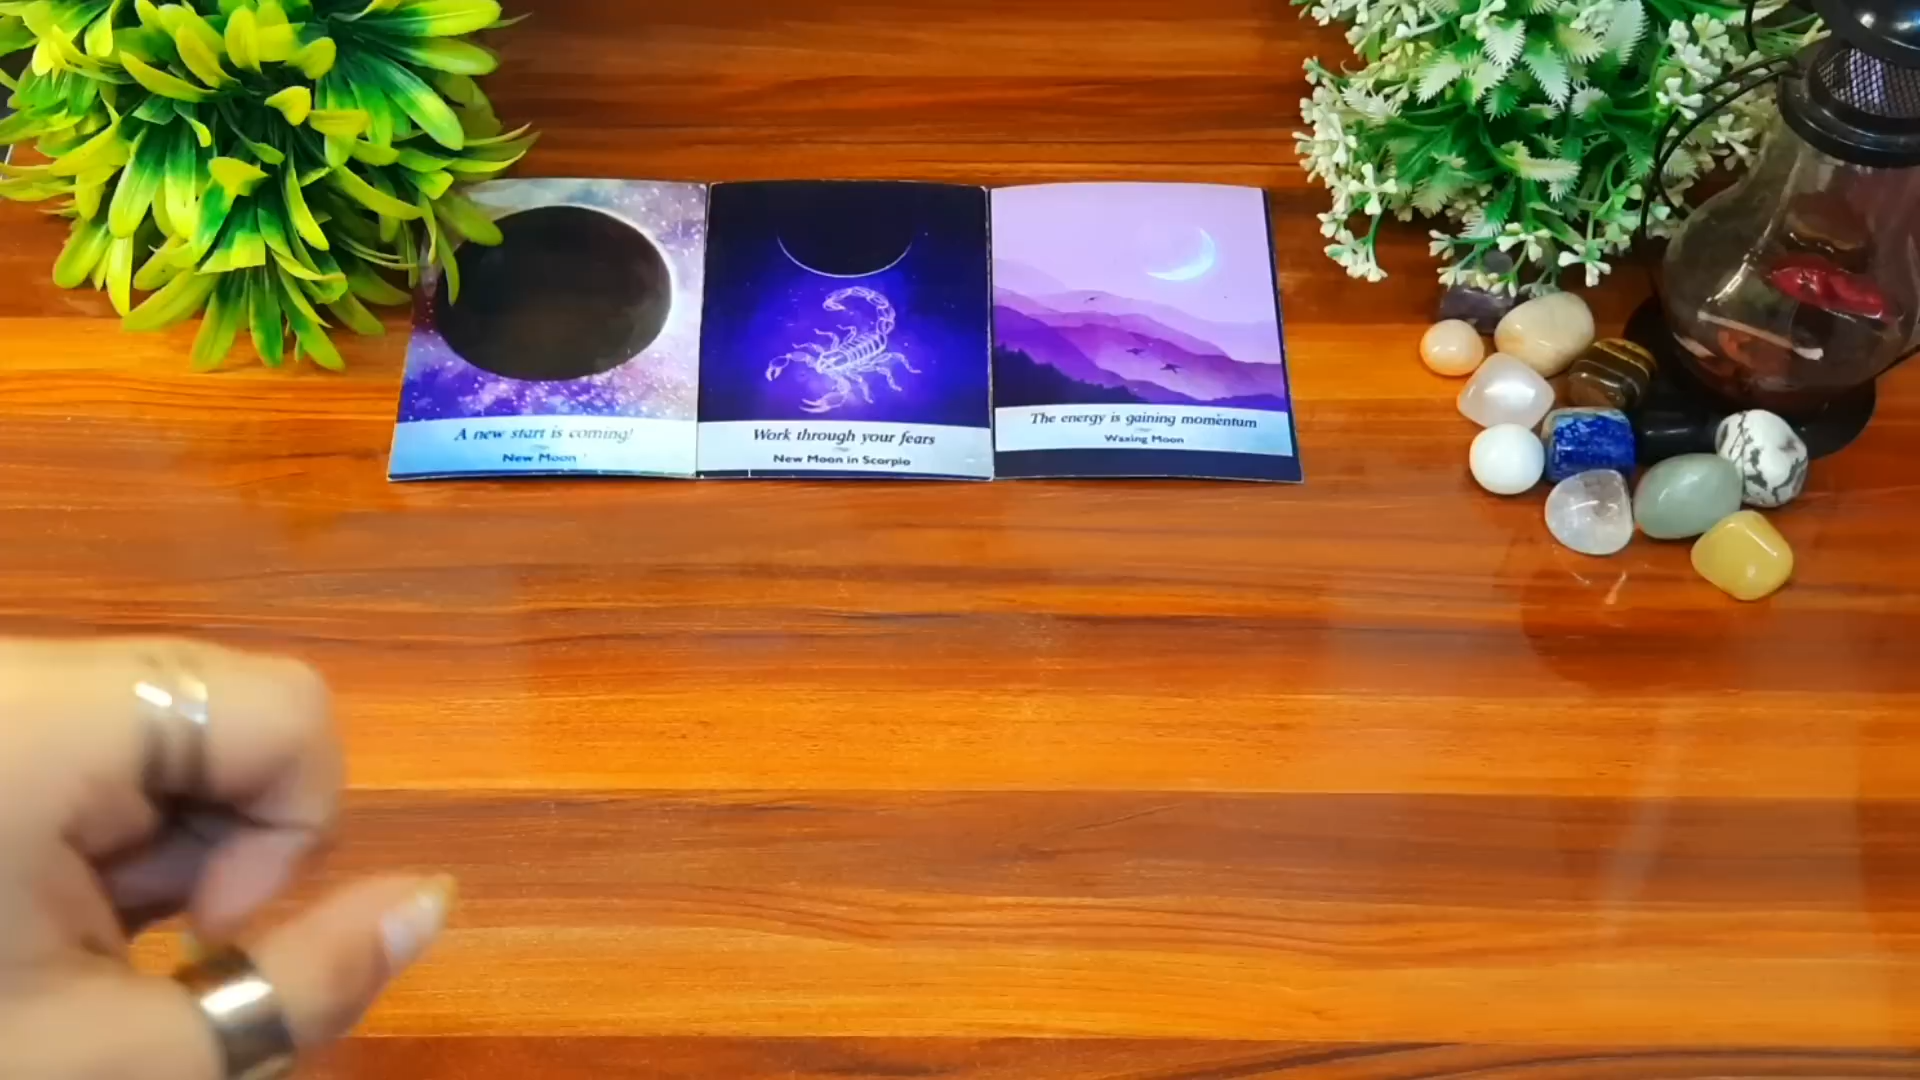 A new start is coming!
New Moon
Work through your fears
New Moon in Scorpio
The energy is gaining momentum
Waxing Moon